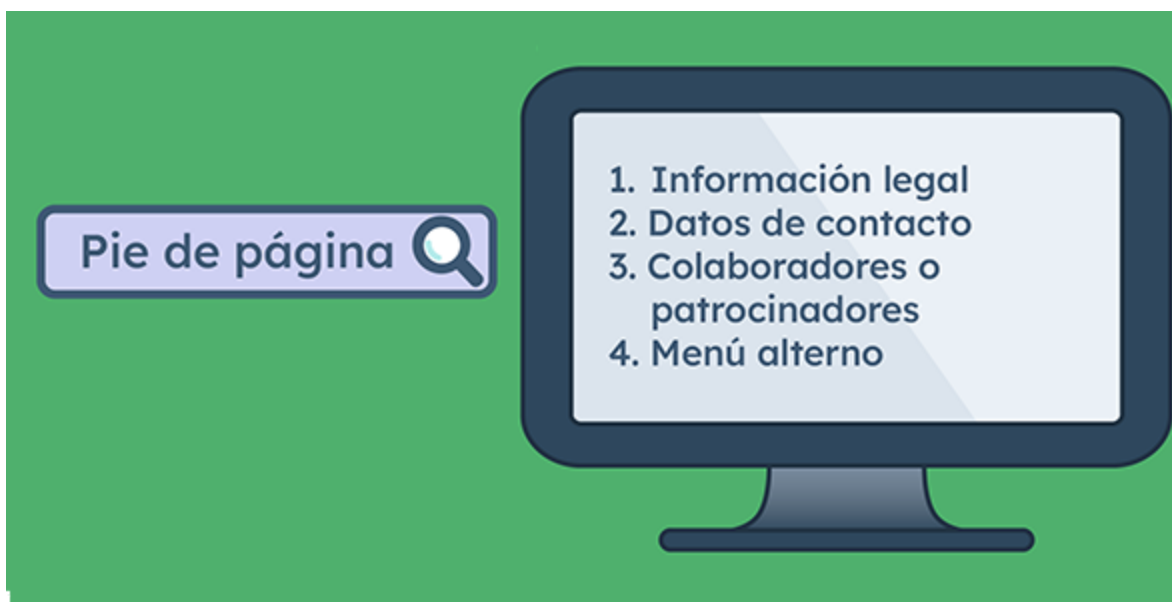 Pie de página
1. Información legal
2. Datos de contacto
3. Colaboradores o
patrocinadores
4. Menú alterno